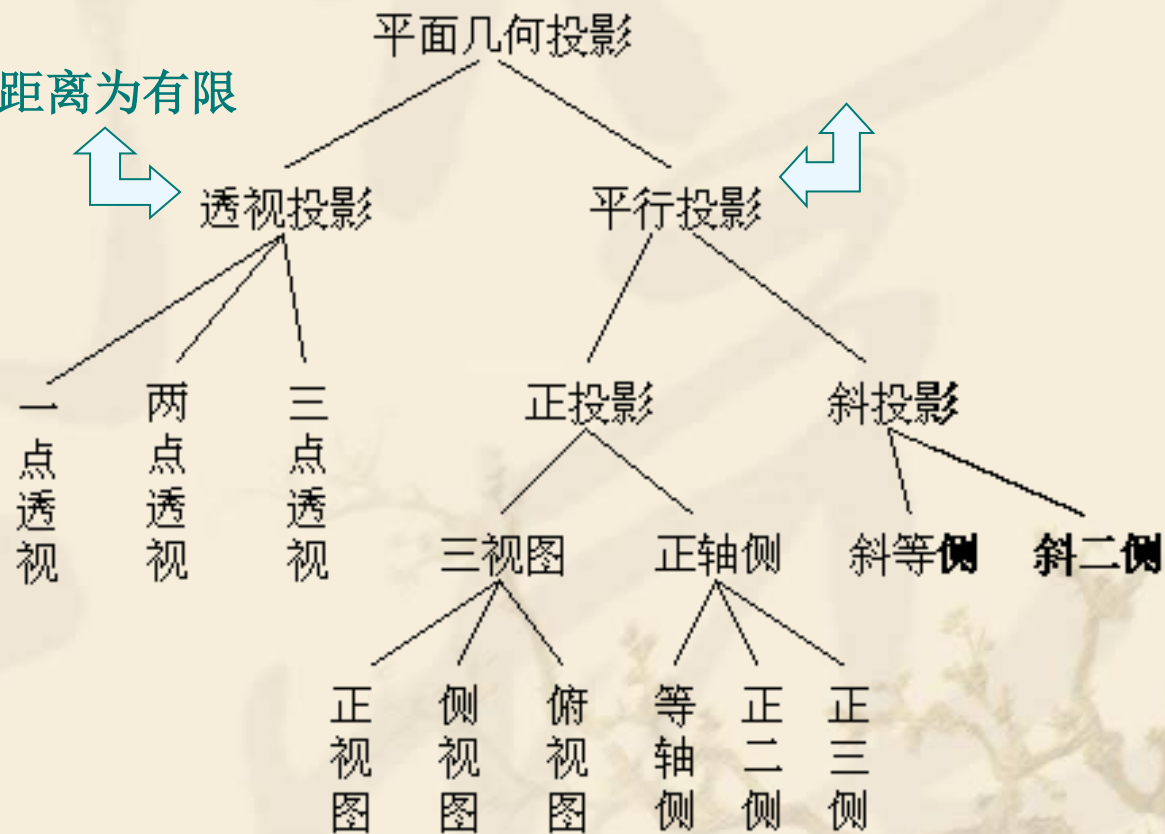 平面几何投影
距离为有限
透视投影
平行投影
一点透视
两点透视
三点透视
正投影
斜投影
三视图
正轴侧
斜等侧
斜二侧
正视图
侧视图
俯视图
等轴侧
正二侧
正三侧